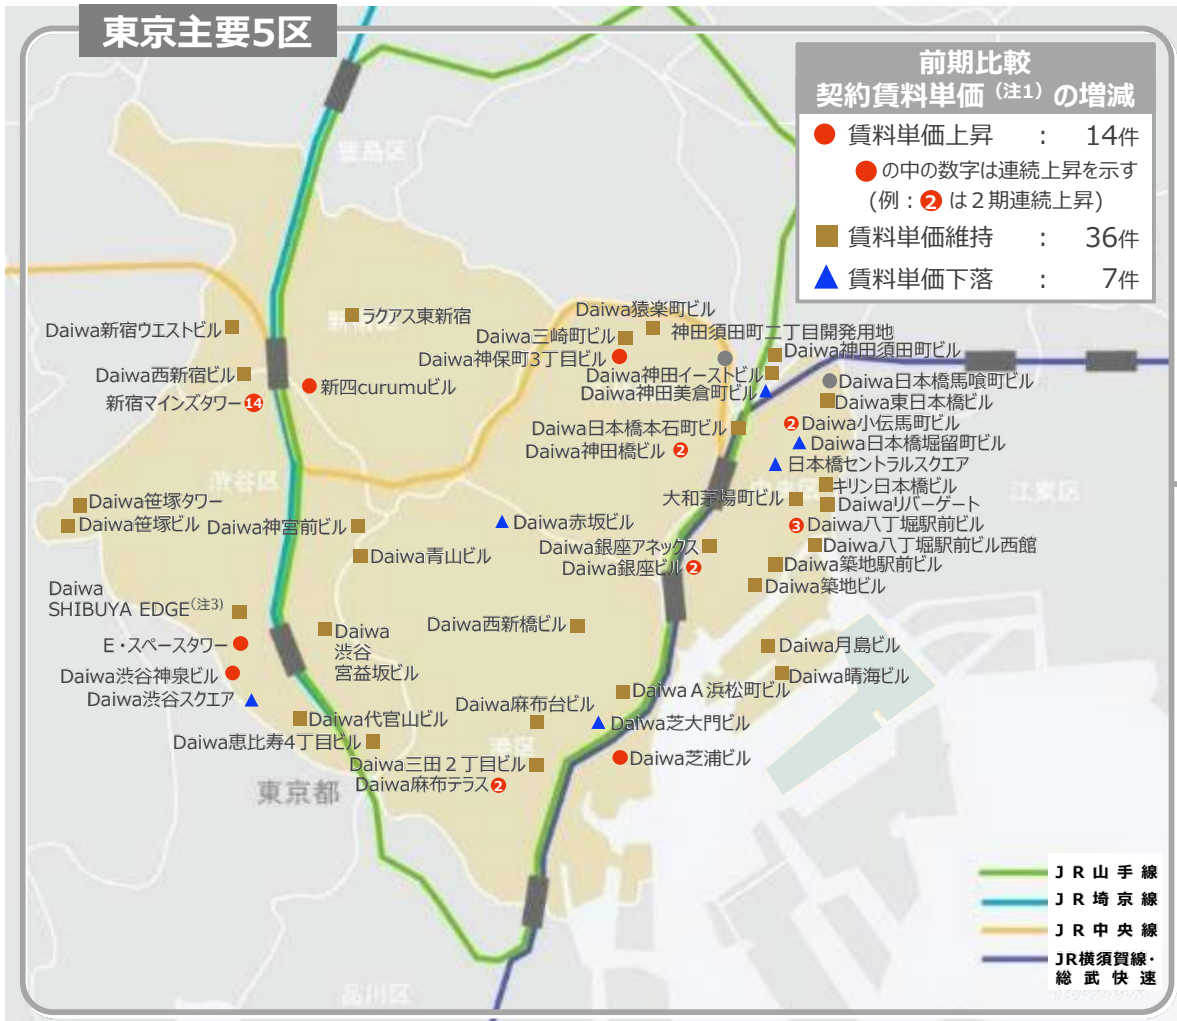 東京主要5区
前期比較
契約賃料単価（注1）の増減
賃料単価上昇 ： 14件
の中の数字は連続上昇を示す
(例：2は２期連続上昇)
賃料単価維持 ： 36件
賃料単価下落 ： 7件
豊島区
Daiwa猿楽町ビル
ラクアス東新宿
Daiwa新宿ウエストビル
Daiwa三崎町ビル
神田須田町二丁目開発用地
Daiwa神保町3丁目ビル
Daiwa神田須田町ビル
Daiwa西新宿ビル
Daiwa神田イーストビル
Daiwa日本橋馬喰町ビル
新四curumuビル
Daiwa神田美倉町ビル
新宿マインズタワー14
Daiwa東日本橋ビル
2Daiwa小伝馬町ビル
Daiwa日本橋本石町ビル
Daiwa日本橋堀留町ビル
Daiwa神田橋ビル 2
日本橋セントラルスクエア
渋谷区
キリン日本橋ビル
江東区
大和茅場町ビル
Daiwa笹塚タワー
Daiwaリバーゲート
Daiwa笹塚ビル
Daiwa神宮前ビル
Daiwa赤坂ビル
3 Daiwa八丁堀駅前ビル
Daiwa銀座アネックス
Daiwa八丁堀駅前ビル西館
Daiwa青山ビル
Daiwa銀座ビル 2
Daiwa築地駅前ビル
Daiwa築地ビル
Daiwa
SHIBUYA EDGE(注3)
Daiwa西新橋ビル
Daiwa
渋谷
宮益坂ビル
E・スペースタワー
Daiwa月島ビル
Daiwa渋谷神泉ビル
Daiwa晴海ビル
Daiwa渋谷スクエア
DaiwaＡ浜松町ビル
Daiwa麻布台ビル
Daiwa代官山ビル
Daiwa芝大門ビル
Daiwa恵比寿4丁目ビル
港区
Daiwa芝浦ビル
Daiwa三田２丁目ビル
Daiwa麻布テラス2
東京都
品川区
ＪＲ山手線
ＪＲ埼京線
ＪＲ中央線
JR横須賀線・
総武快速